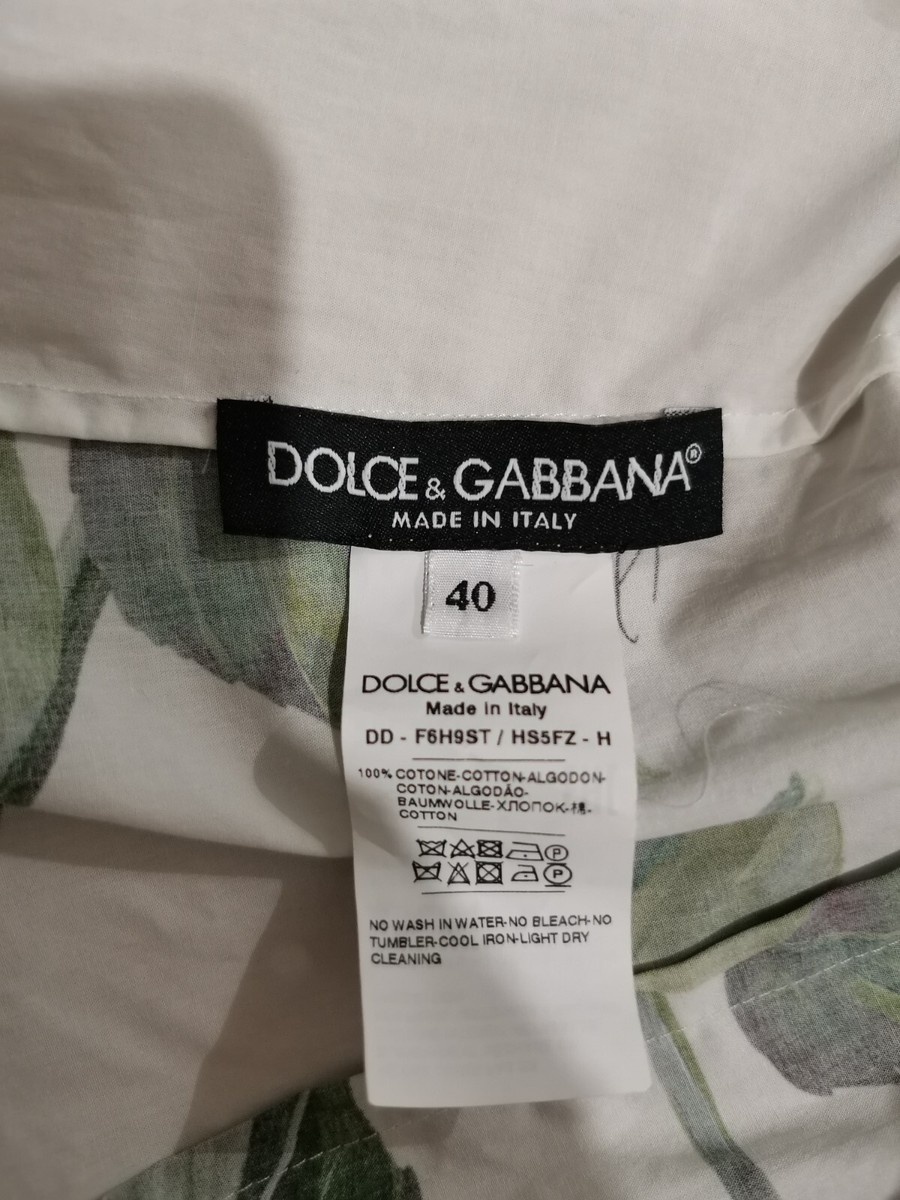 DOLCE & GABBANA®
MADE IN ITALY
40
DOLCE & GABBANA
Made in Italy
DD - F6H9ST / HS5FZ - H
100% COTONE-COTTON-ALGODON-
COTON-ALGODÃO-
BAUMWOLLE-ХЛОПОК-棉-
COTTON
P
P
NO WASH IN WATER-NO BLEACH-NO
TUMBLER-COOL IRON-LIGHT DRY
CLEANING